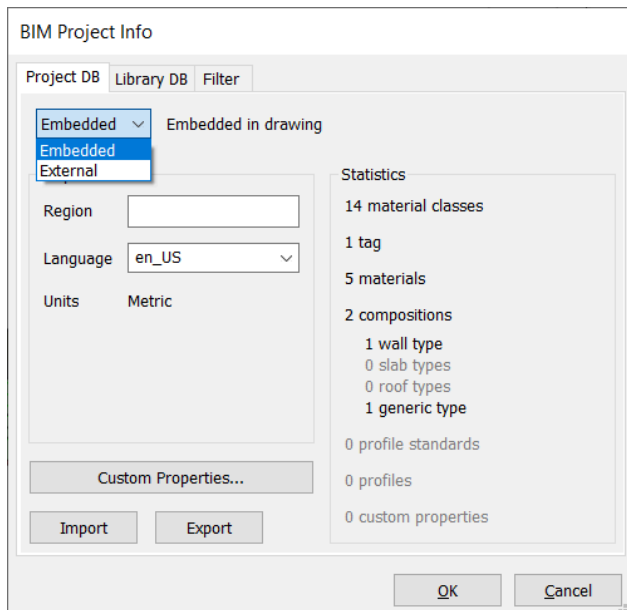 BIM Project Info
Project DB
Library DB
Filter
Embedded
Embedded in drawing
Embedded
External
Region
Language
en_US
Units
Metric
Custom Properties...
Import
Export
Statistics
14 material classes
1 tag
5 materials
2 compositions
1 wall type
0 slab types
0 roof types
1 generic type
0 profile standards
0 profiles
0 custom properties
OK
Cancel